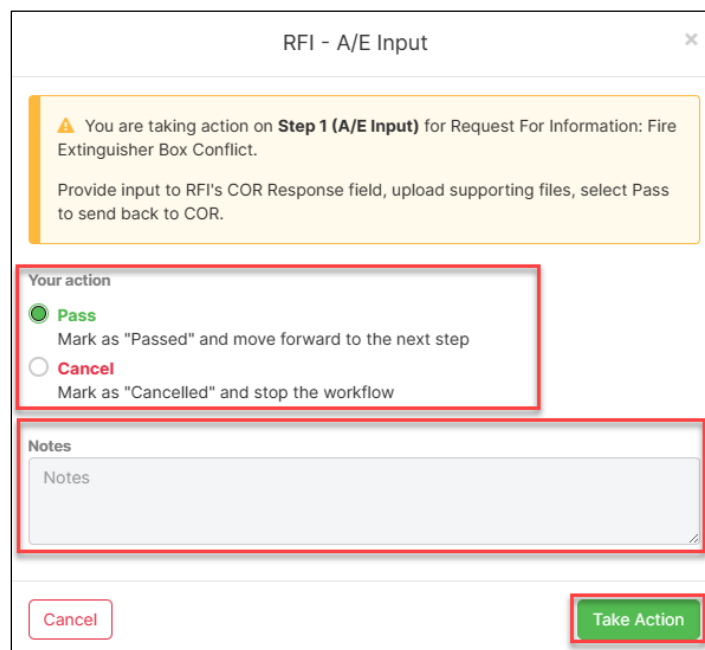 RFI - A/E Input
×
You are taking action on Step 1 (A/E Input) for Request For Information: Fire
Extinguisher Box Conflict.
Provide input to RFI's COR Response field, upload supporting files, select Pass
to send back to COR.
Your action
Pass
Mark as "Passed" and move forward to the next step
Cancel
Mark as "Cancelled" and stop the workflow
Notes
Notes
Cancel
Take Action